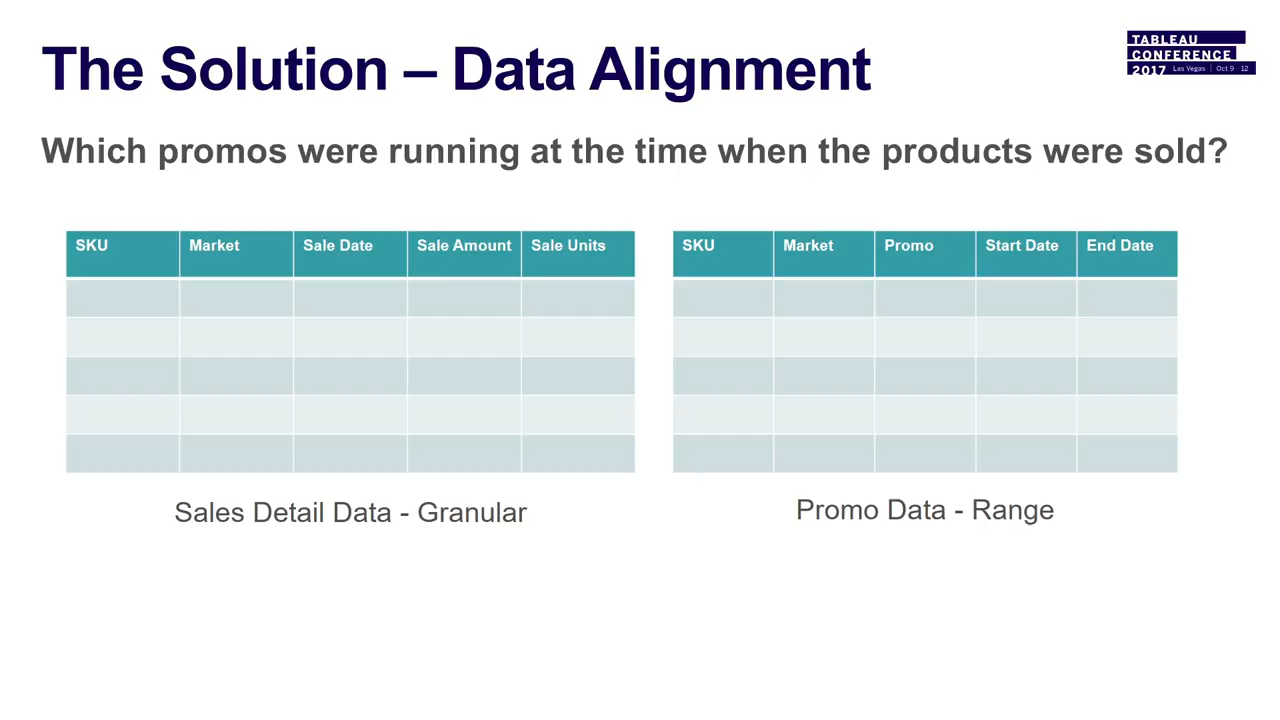 The Solution – Data Alignment
TABLEAU
CONFERENCE
2017 Las Vegas | Oct 9 - 12
Which promos were running at the time when the products were sold?
SKU Market Sale Date Sale Amount Sale Units
SKU Market Promo Start Date End Date
Sales Detail Data - Granular
Promo Data - Range